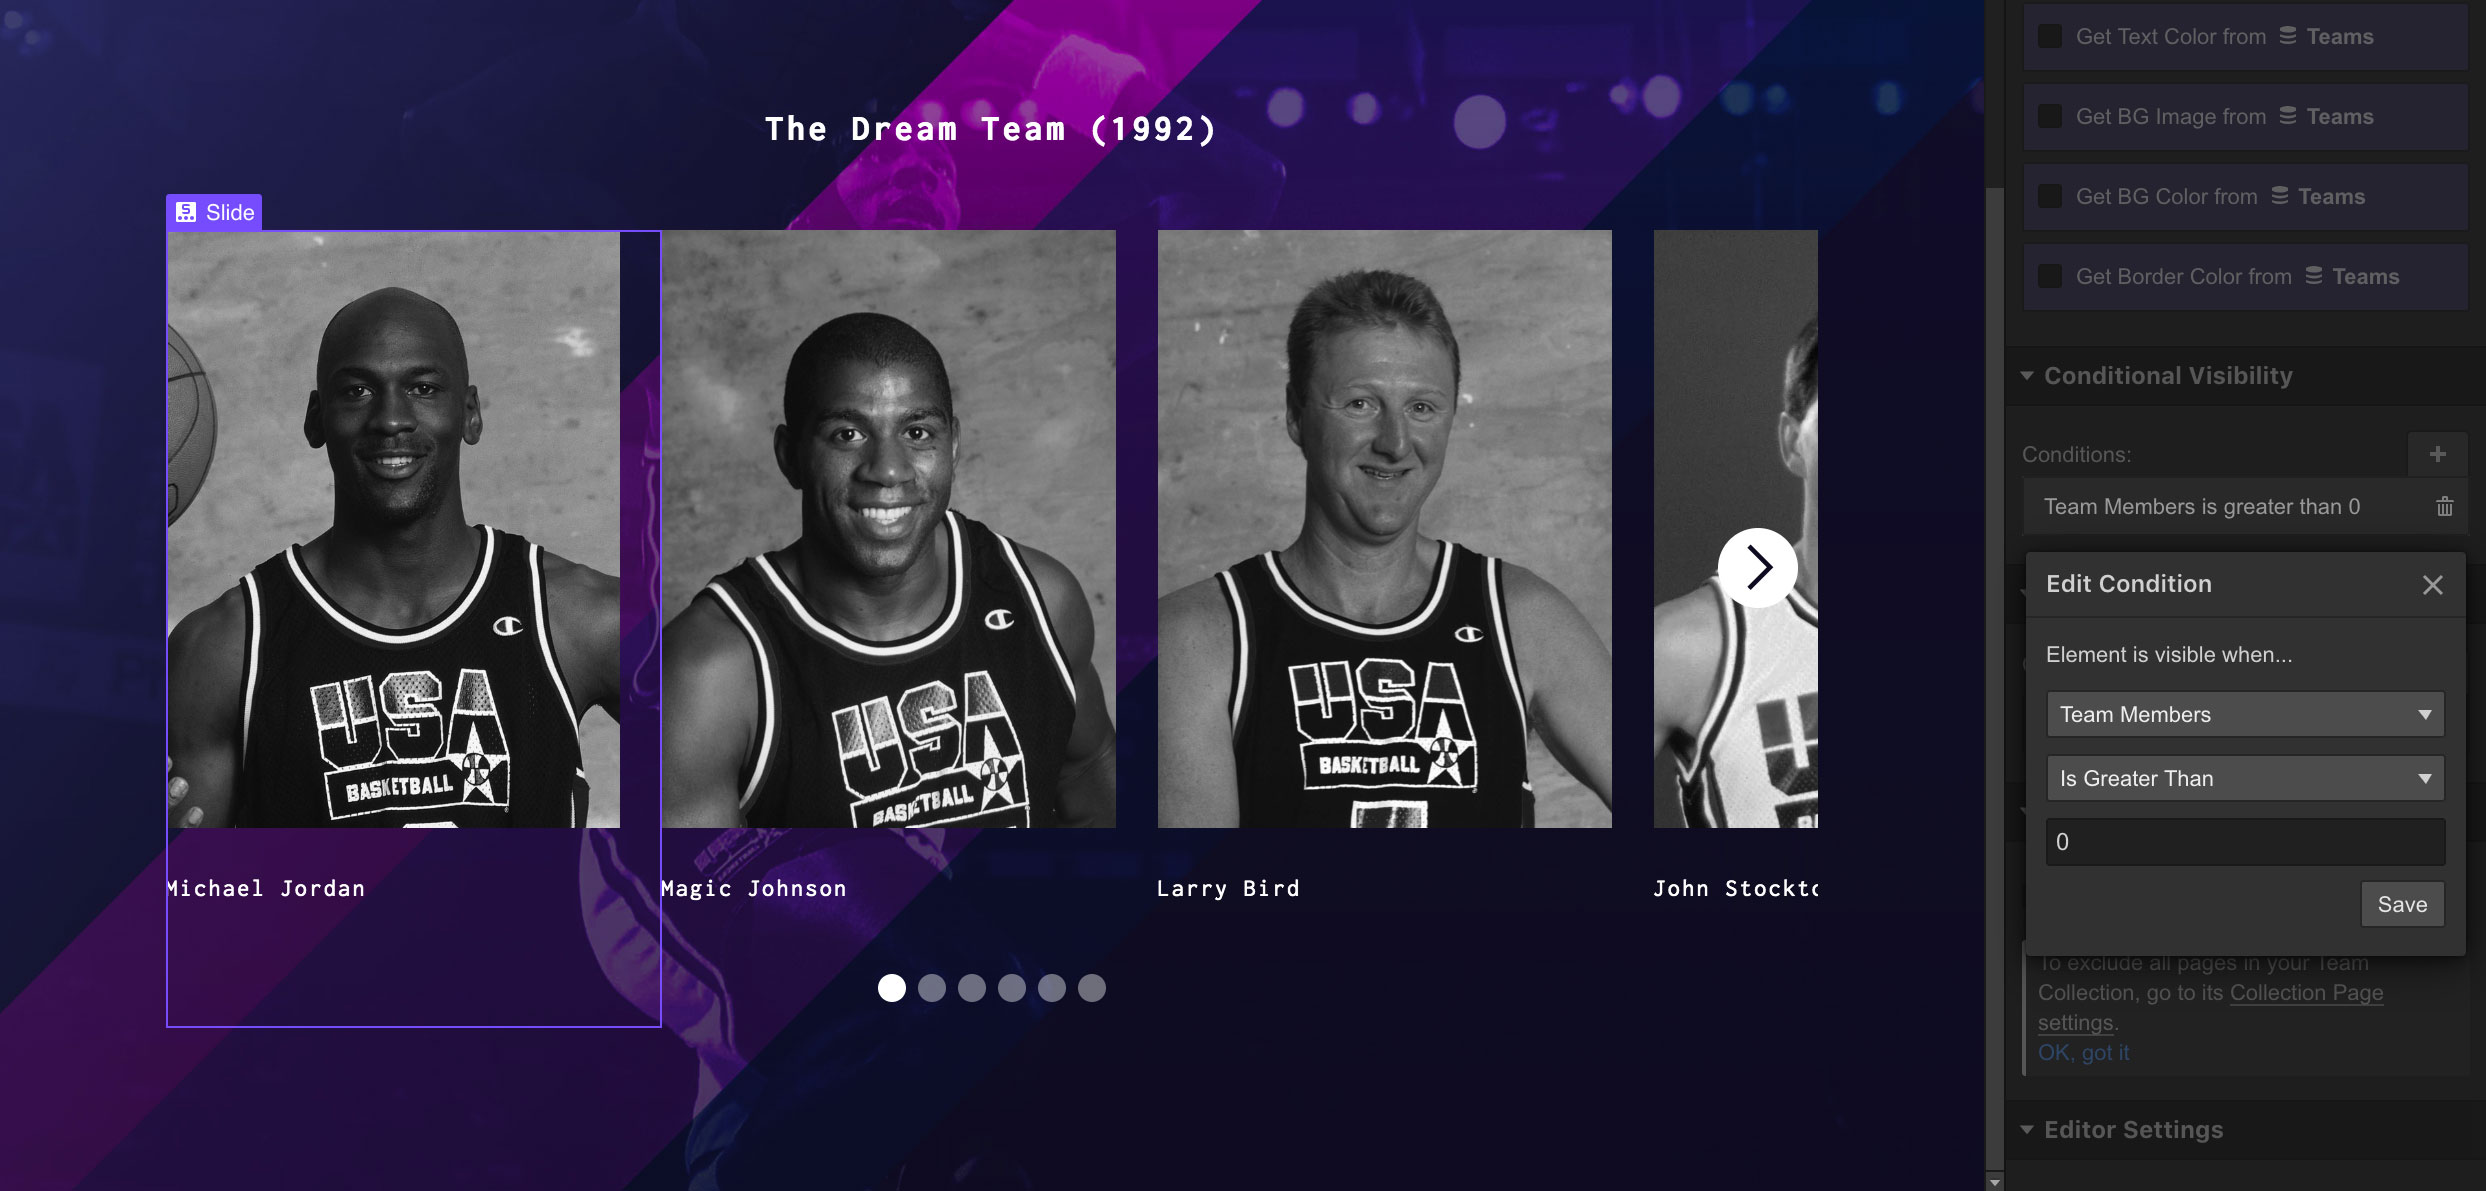 The Dream Team (1992)
Slide
USA
BASKETBALL
USA
BASKETBALL
USA
BASKETBALL
Michael Jordan
Magic Johnson
Larry Bird
John Stockto
Get Text Color from Teams
Get BG Image from Teams
Get BG Color from Teams
Get Border Color from Teams
Conditional Visibility
Conditions:
+
Team Members is greater than 0
Edit Condition
Element is visible when...
Team Members
Is Greater Than
0
Save
To exclude all pages in your Team
Collection, go to its Collection Page
settings.
OK, got it
Editor Settings